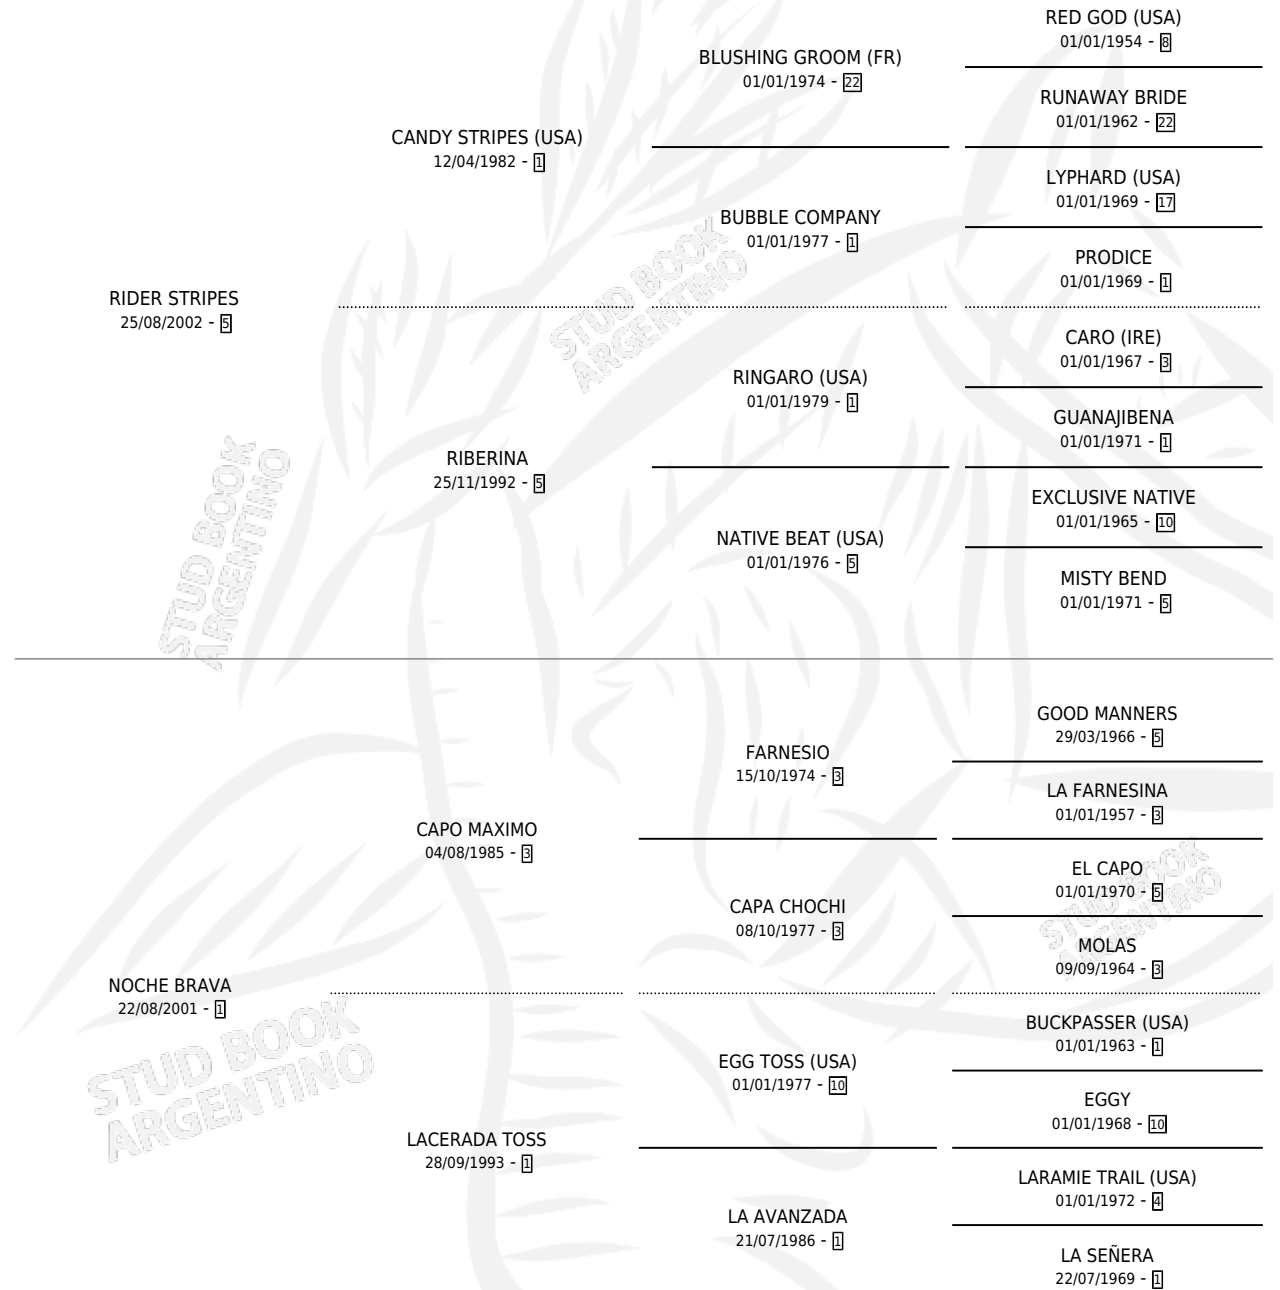 RED GOD (USA)
01/01/1954 - 8
BLUSHING GROOM (FR)
01/01/1974 - 22
RUNAWAY BRIDE
01/01/1962 - 22
CANDY STRIPES (USA)
12/04/1982 - 1
LYPHARD (USA)
01/01/1969 - 17
BUBBLE COMPANY
01/01/1977 - 1
PRODICE
01/01/1969 - 1
RIDER STRIPES
25/08/2002 - 5
CARO (IRE)
01/01/1967 - 3
RINGARO (USA)
01/01/1979 - 1
GUANAJIBENA
01/01/1971 - 1
RIBERINA
25/11/1992 - 5
EXCLUSIVE NATIVE
01/01/1965 - 10
NATIVE BEAT (USA)
01/01/1976 - 5
MISTY BEND
01/01/1971 - 5
STUD BOOK
ARGENTINO
STUD BOOK
ARGENTINO
GOOD MANNERS
29/03/1966 - 5
FARNESIO
15/10/1974 - 3
LA FARNESINA
01/01/1957 - 3
CAPO MAXIMO
04/08/1985 - 3
EL CAPO
01/01/1970 - 5
CAPA CHOCHI
08/10/1977 - 3
MOLAS
09/09/1964 - 3
NOCHE BRAVA
22/08/2001 - 1
BUCKPASSER (USA)
01/01/1963 - 1
EGG TOSS (USA)
01/01/1977 - 10
EGGY
01/01/1968 - 10
LACERADA TOSS
28/09/1993 - 1
LARAMIE TRAIL (USA)
01/01/1972 - 4
LA AVANZADA
21/07/1986 - 1
LA SEÑERA
22/07/1969 - 1
STUD BOOK
ARGENTINO
STUD BOOK
ARGENTINO